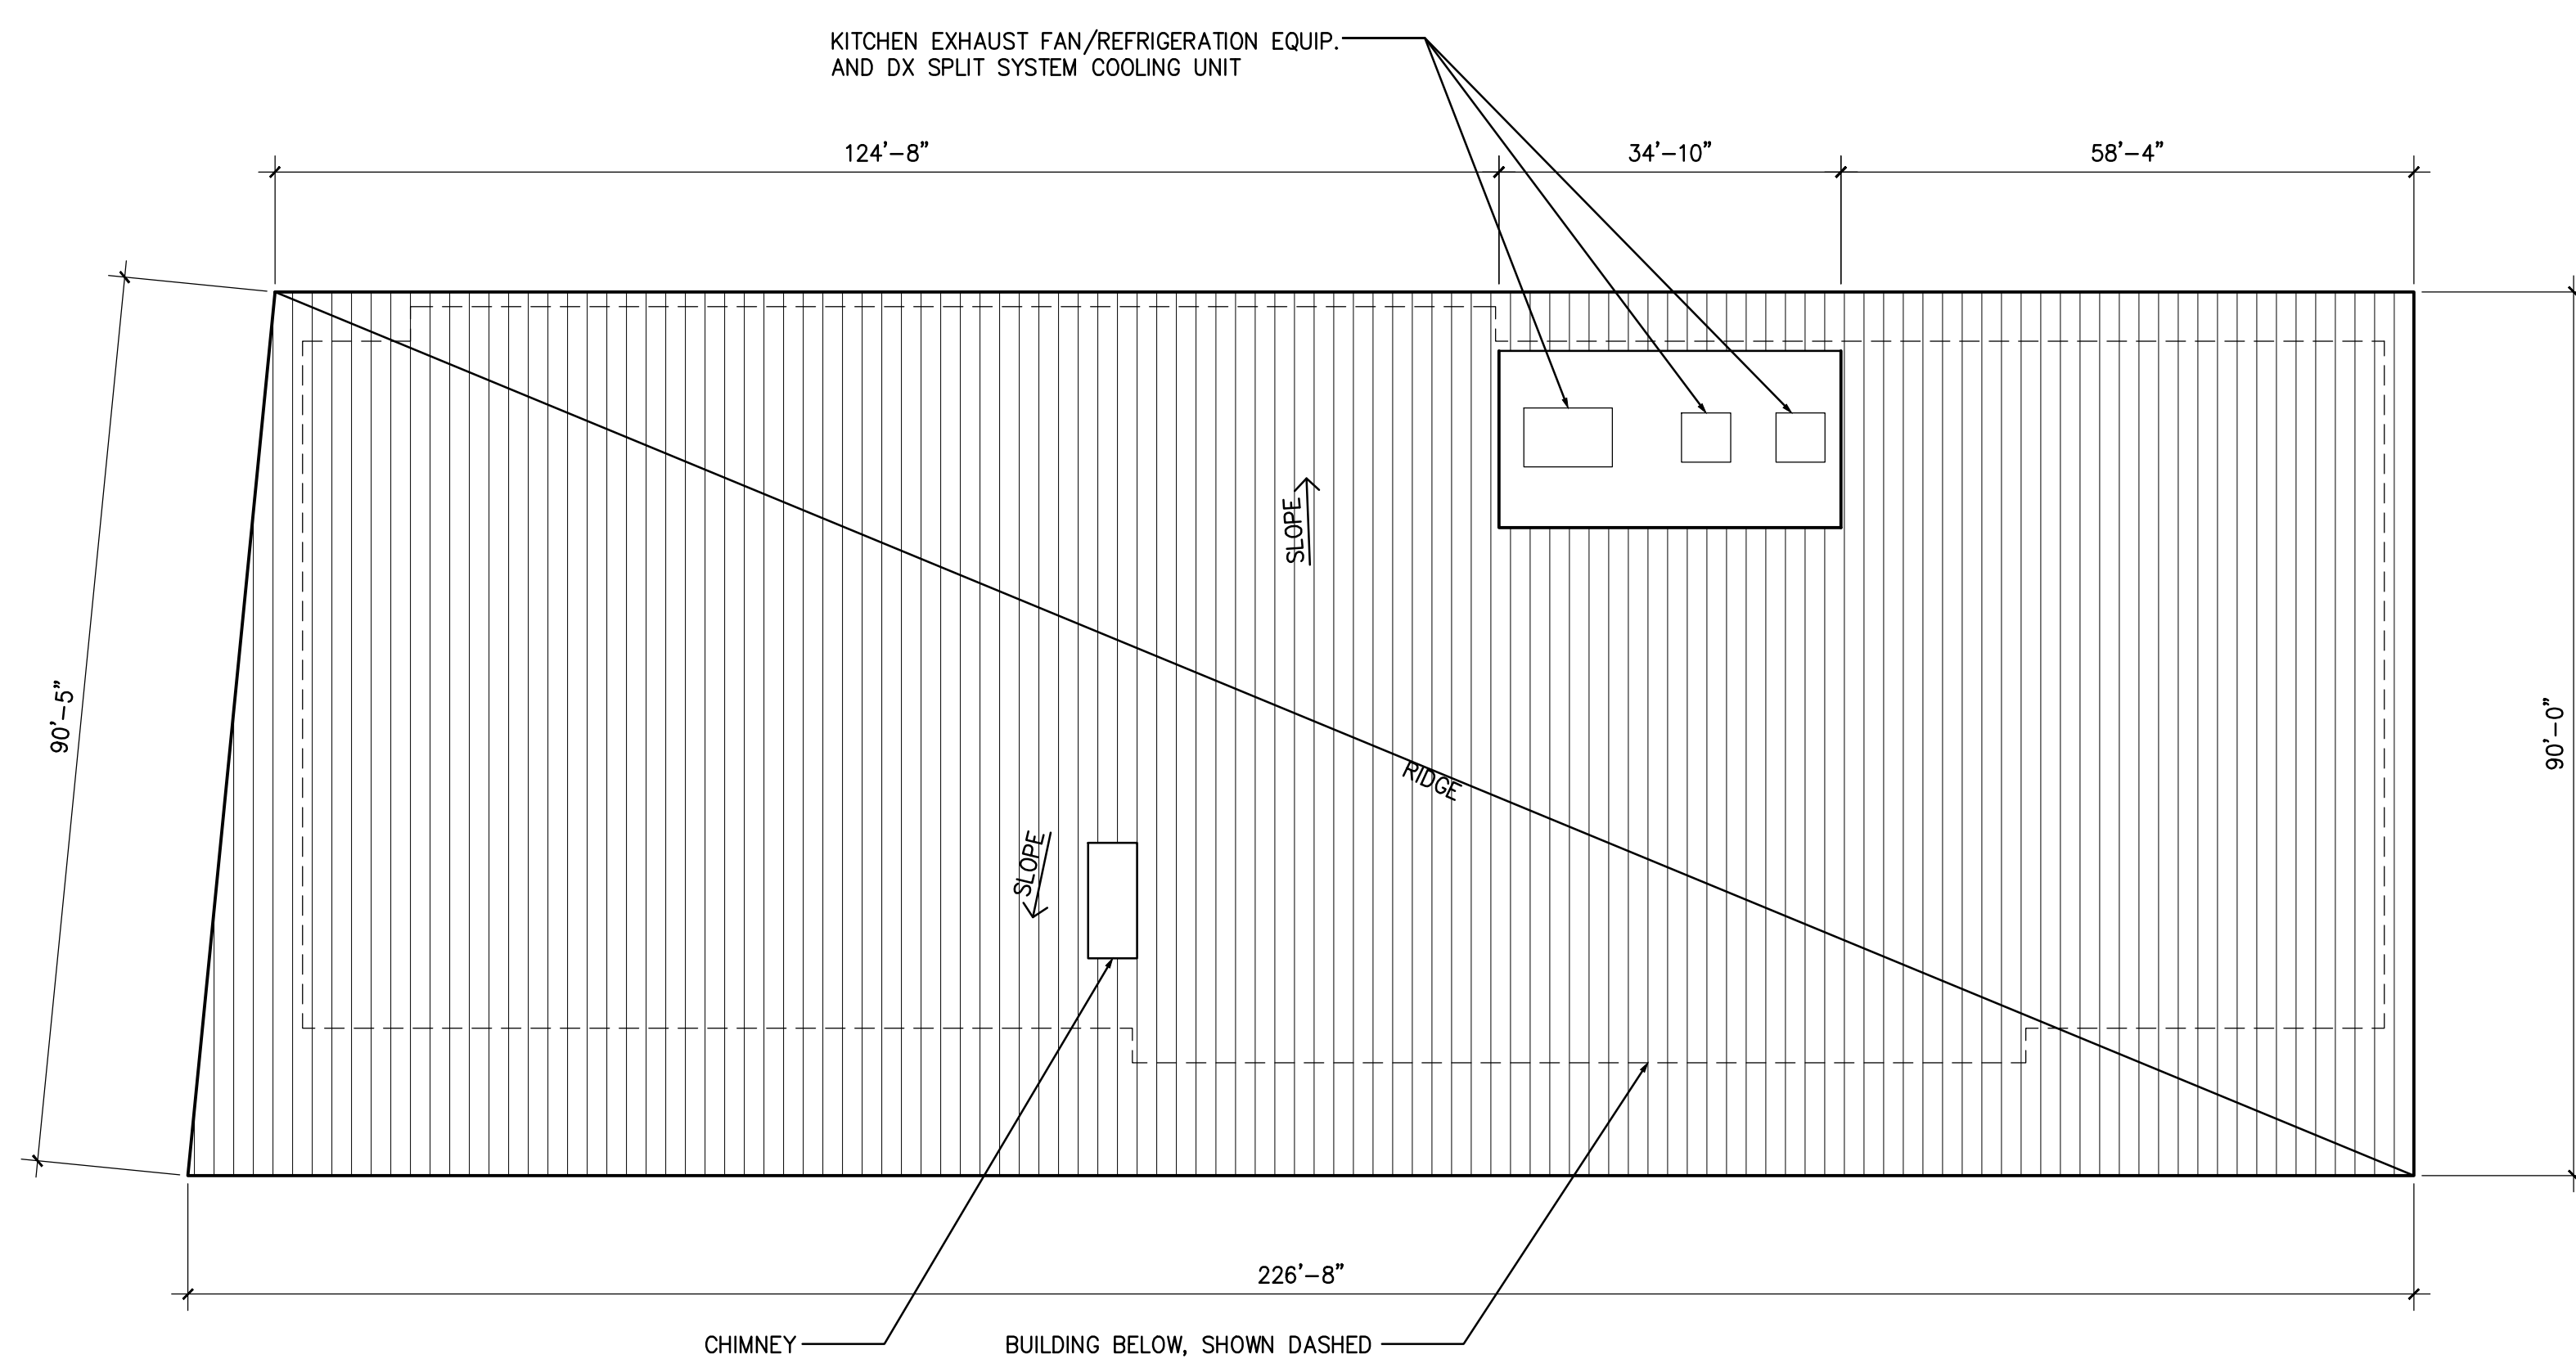 KITCHEN EXHAUST FAN/REFRIGERATION EQUIP.
AND DX SPLIT SYSTEM COOLING UNIT
124'-8"
34'-10"
58'-4"
SLOPE
90'-5"
90'-0"
RIDGE
SLOPE
226'-8"
CHIMNEY
BUILDING BELOW, SHOWN DASHED